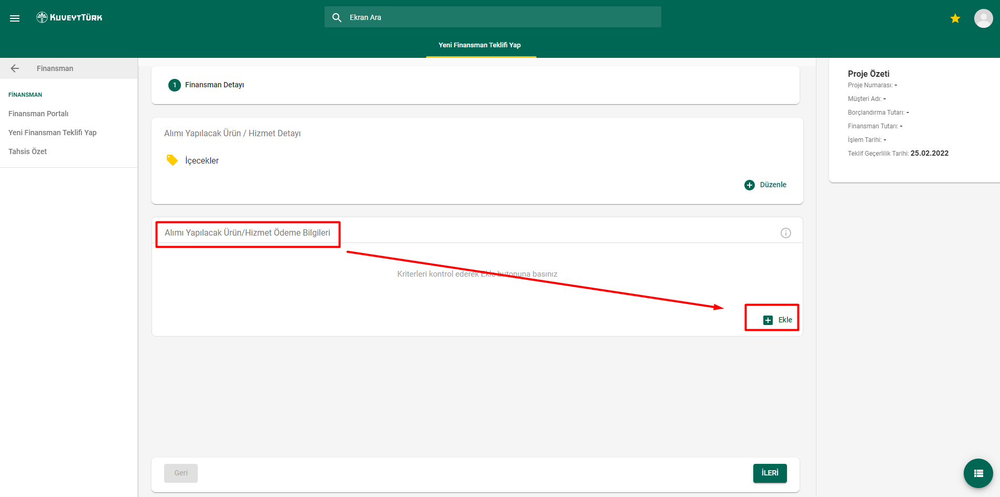 KUVEYTTÜRK
Ekran Ara
Yeni Finansman Teklifi Yap
Finansman
FİNANSMAN
Finansman Portalı
Yeni Finansman Teklifi Yap
Tahsis Özet
1 Finansman Detayı
Alımı Yapılacak Ürün / Hizmet Detayı
İçecekler
Düzenle
Alımı Yapılacak Ürün/Hizmet Ödeme Bilgileri
Kriterleri kontrol ederek Ekle butonuna basınız
Ekle
Geri
İLERİ
Proje Özeti
Proje Numarası: -
Müşteri Adı: -
Borçlandırma Tutarı: -
Finansman Tutarı: -
İşlem Tarihi: -
Teklif Geçerlilik Tarihi: 25.02.2022